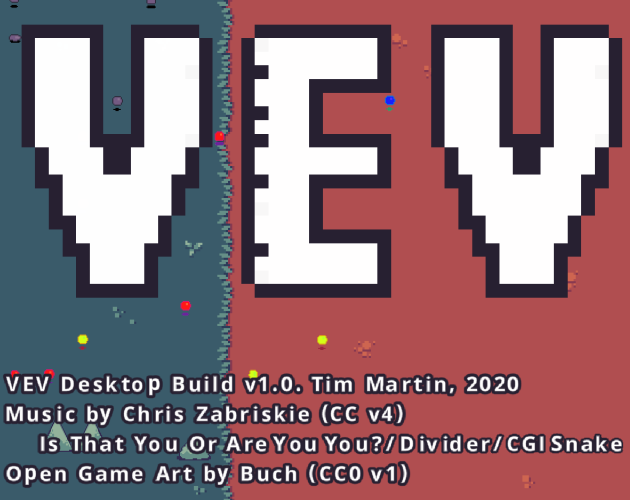 VEV
VEV Desktop Build v1.0. Tim Martin, 2020
Music by Chris Zabriskie (CC v4)
Is That You Or Are You You?/Divider/CGI Snake
Open Game Art by Buch (CC0 v1)